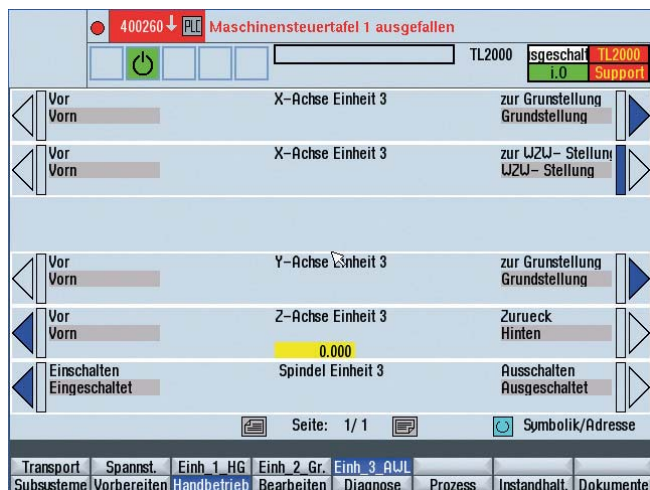 400260 ↓ PLC Maschinensteuertafel 1 ausgefallen
TL2000 sgeschalt TL2000
i.O Support
Vor X-Achse Einheit 3 zur Grunstellung
Vorn Grundstellung
Vor X-Achse Einheit 3 zur WZW- Stellung
Vorn WZW- Stellung
Vor Y-Achse Einheit 3 zur Grunstellung
Vorn Grundstellung
Vor Z-Achse Einheit 3 Zurueck
Vorn Hinten
0.000
Einschalten Spindel Einheit 3 Ausschalten
Eingeschaltet Ausgeschaltet
Seite: 1/ 1 Symbolik/Adresse
Transport Spannst. Einh_1_HG Einh_2_Gr. Einh_3_AWL
Subsysteme Vorbereiten Handbetrieb Bearbeiten Diagnose Prozess Instandhalt. Dokumente